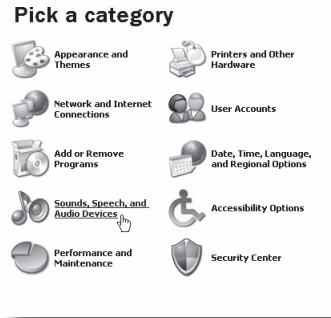 Pick a category
Appearance and
Themes
Printers and Other
Hardware
Network and Internet
Connections
User Accounts
Add or Remove
Programs
Date, Time, Language,
and Regional Options
Sounds, Speech, and
Audio Devices
Accessibility Options
Performance and
Maintenance
Security Center